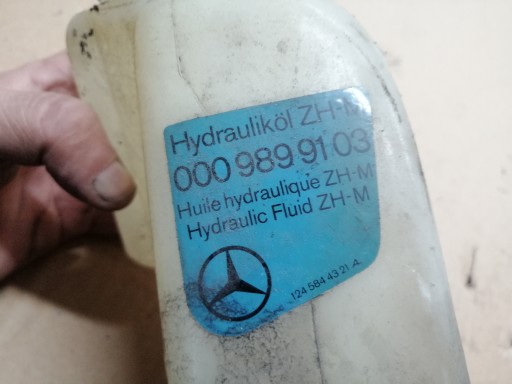 Hydrauliköl ZH-M
000 989 91 03
Huile hydraulique ZH-M
Hydraulic Fluid ZH-M
124 584 43 21 A.